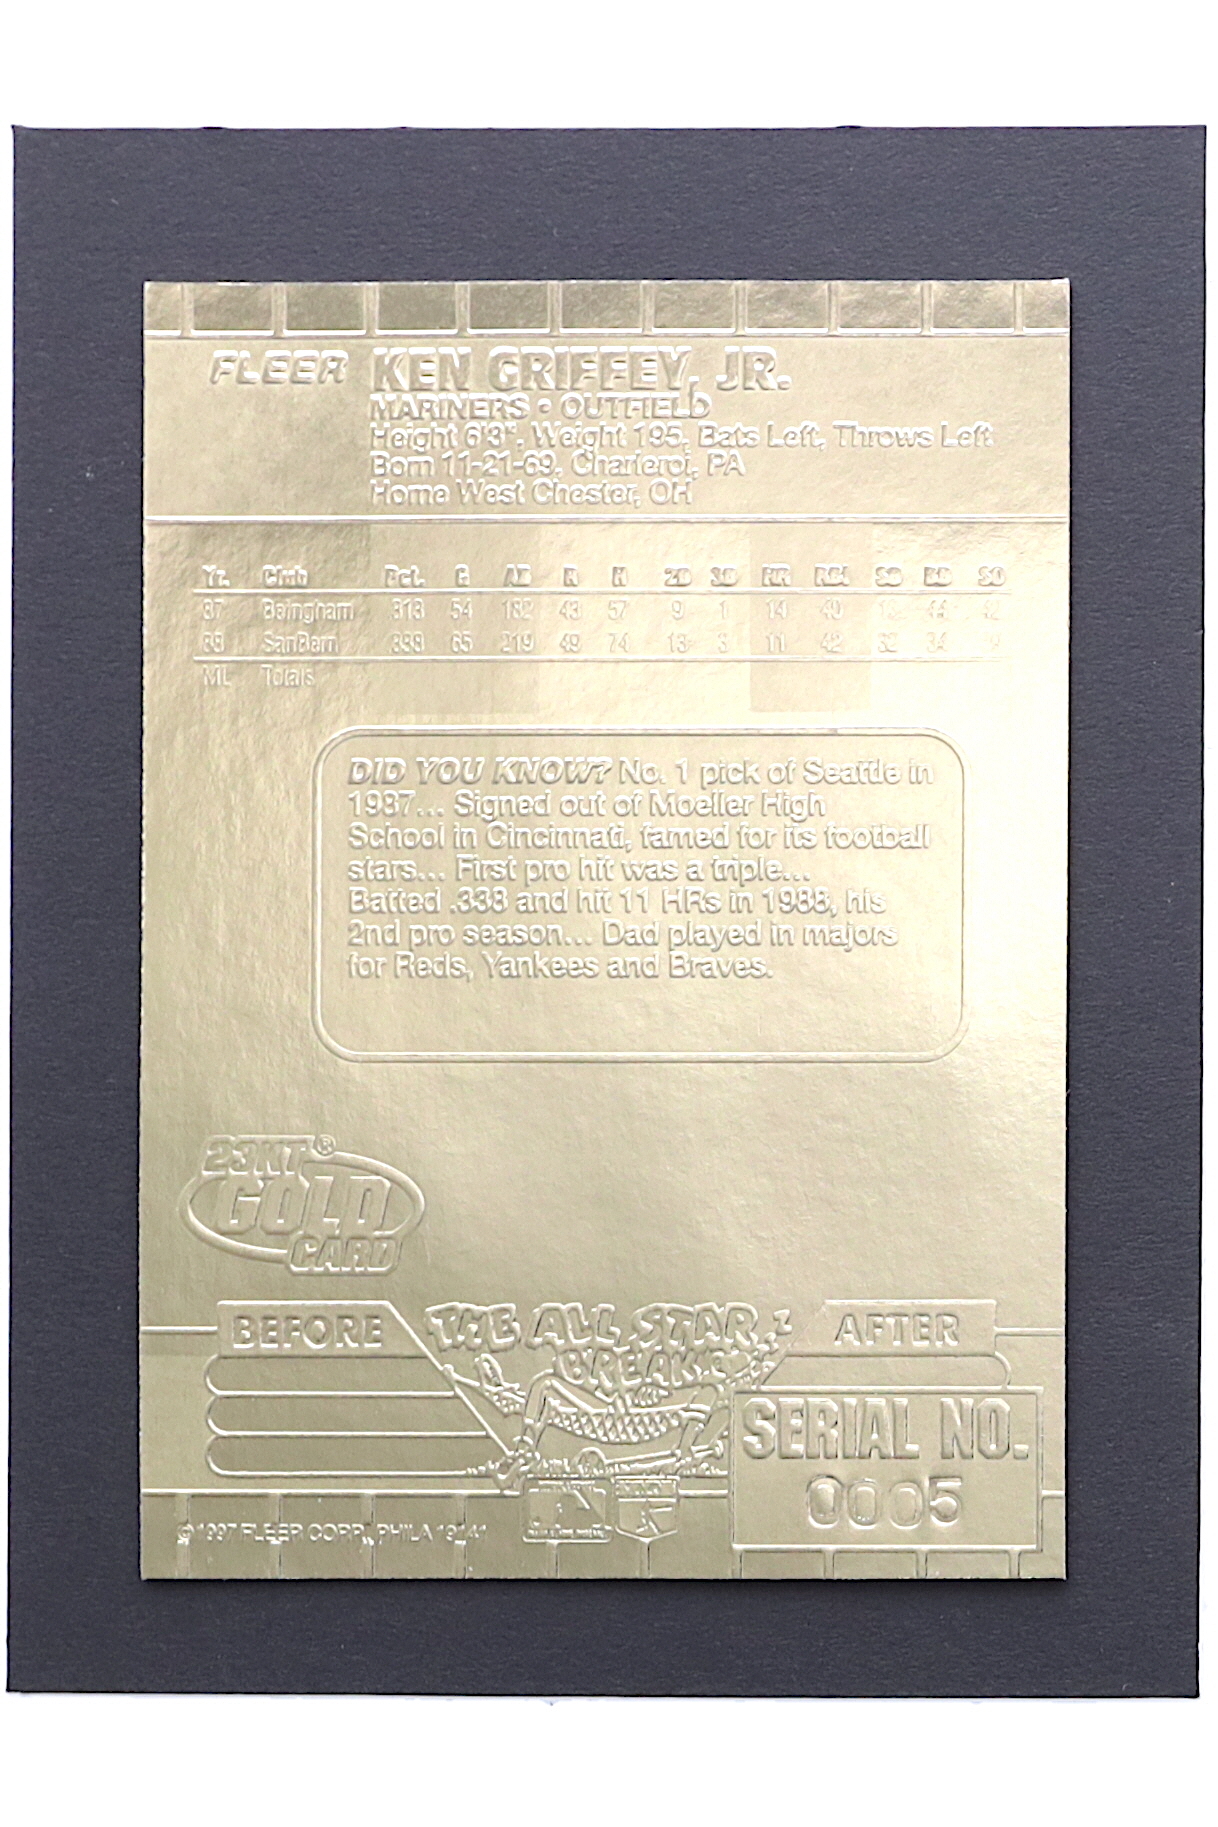 FLEER KEN GRIFFEY, JR.
MARINERS • OUTFIELD
Height 6'3", Weight 195, Bats Left, Throws Left
Born 11-21-69, Charleroi, PA
Home West Chester, OH
Yr. Club Pct. G AB R H 2B 3B HR RBI SB BB SO
87 Belngham .313 54 182 43 57 9 1 14 40 44 42
88 SanBern .338 65 219 49 74 13 3 11 42 32 34
ML Totals
DID YOU KNOW? No. 1 pick of Seattle in
1987... Signed out of Moeller High
School in Cincinnati, famed for its football
stars... First pro hit was a triple...
Batted .338 and hit 11 HRs in 1988, his
2nd pro season... Dad played in majors
for Reds, Yankees and Braves.
23KT®
GOLD
CARD
BEFORE THE ALL STAR AFTER
BREAK
SERIAL NO.
0005
© 1997 FLEER CORP., PHILA 19141